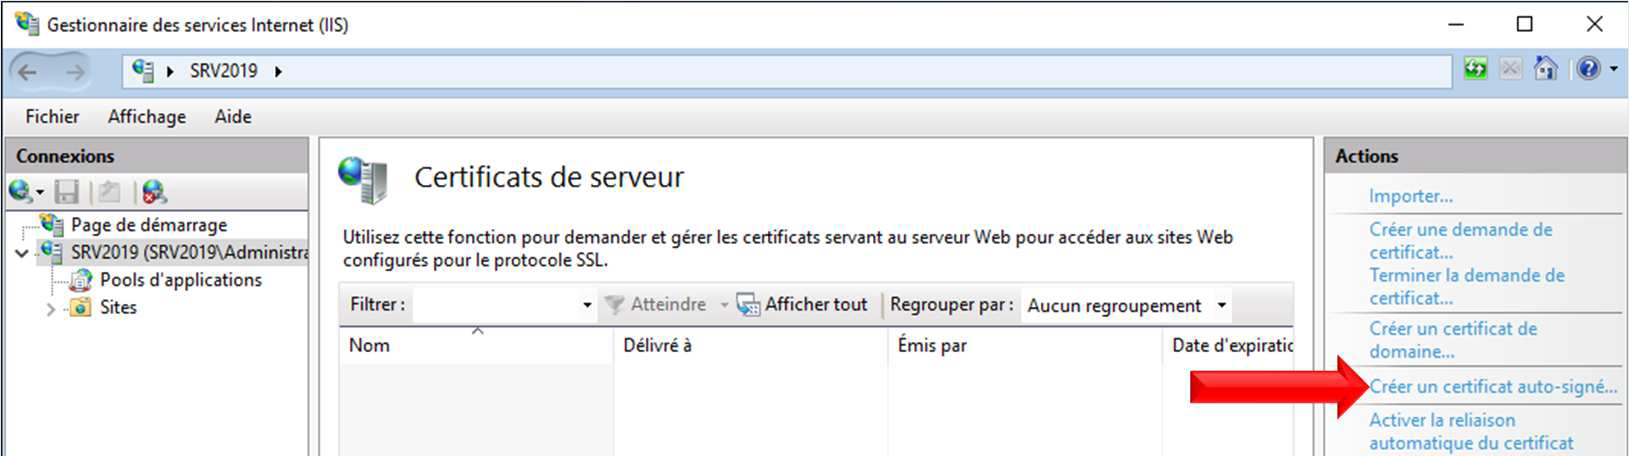 Gestionnaire des services Internet (IIS)
SRV2019
Fichier Affichage Aide
Connexions
Page de démarrage
SRV2019 (SRV2019\Administra
Pools d'applications
Sites
Certificats de serveur
Utilisez cette fonction pour demander et gérer les certificats servant au serveur Web pour accéder aux sites Web
configurés pour le protocole SSL.
Filtrer : Atteindre Afficher tout Regrouper par : Aucun regroupement
Nom Délivré à Émis par Date d'expiratic
Actions
Importer...
Créer une demande de
certificat...
Terminer la demande de
certificat...
Créer un certificat de
domaine...
Créer un certificat auto-signé...
Activer la reliaison
automatique du certificat